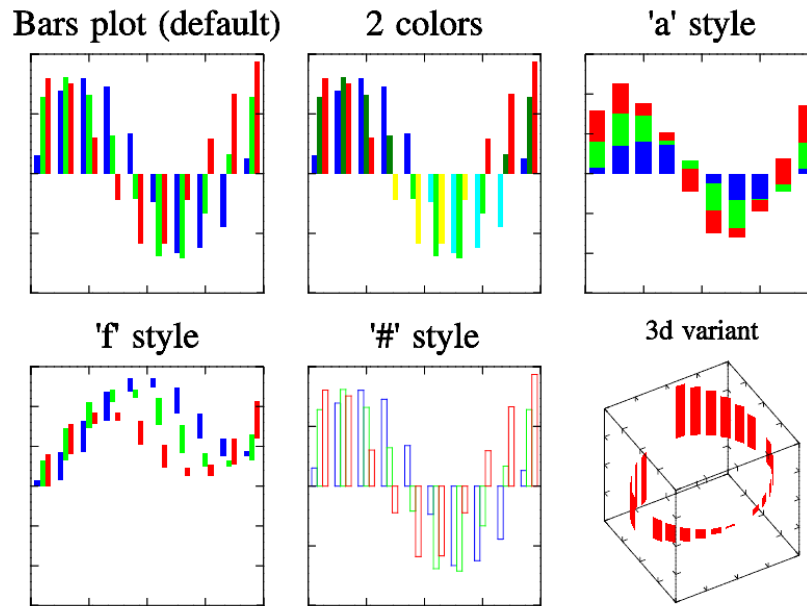 Bars plot (default)
2 colors
'a' style
'f' style
'#' style
3d variant